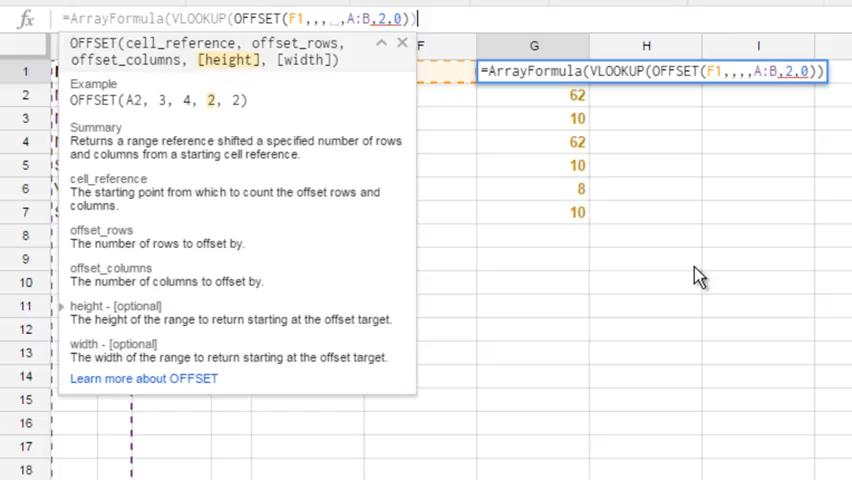 fx =ArrayFormula(VLOOKUP(OFFSET(F1,,,_,A:B,2,0))
OFFSET(cell_reference, offset_rows,
offset_columns, [height], [width])
Example
OFFSET(A2, 3, 4, 2, 2)
Summary
Returns a range reference shifted a specified number of rows
and columns from a starting cell reference.
cell_reference
The starting point from which to count the offset rows and
columns.
offset_rows
The number of rows to offset by.
offset_columns
The number of columns to offset by.
height - [optional]
The height of the range to return starting at the offset target.
width - [optional]
The width of the range to return starting at the offset target.
Learn more about OFFSET
F G H I
1 =ArrayFormula(VLOOKUP(OFFSET(F1,,,,A:B,2,0))
2 62
3 10
4 62
5 10
6 8
7 10
8
9
10
11
12
13
14
15
16
17
18